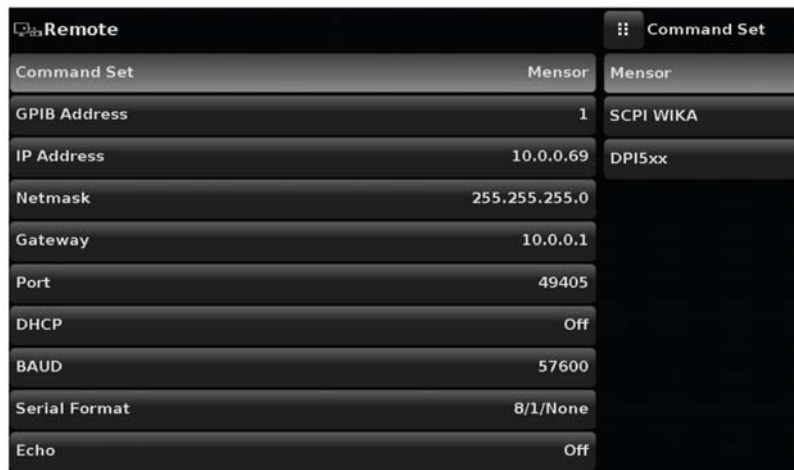 Remote
Command Set Mensor
GPIB Address 1
IP Address 10.0.0.69
Netmask 255.255.255.0
Gateway 10.0.0.1
Port 49405
DHCP Off
BAUD 57600
Serial Format 8/1/None
Echo Off
Command Set
Mensor
SCPI WIKA
DPI5xx